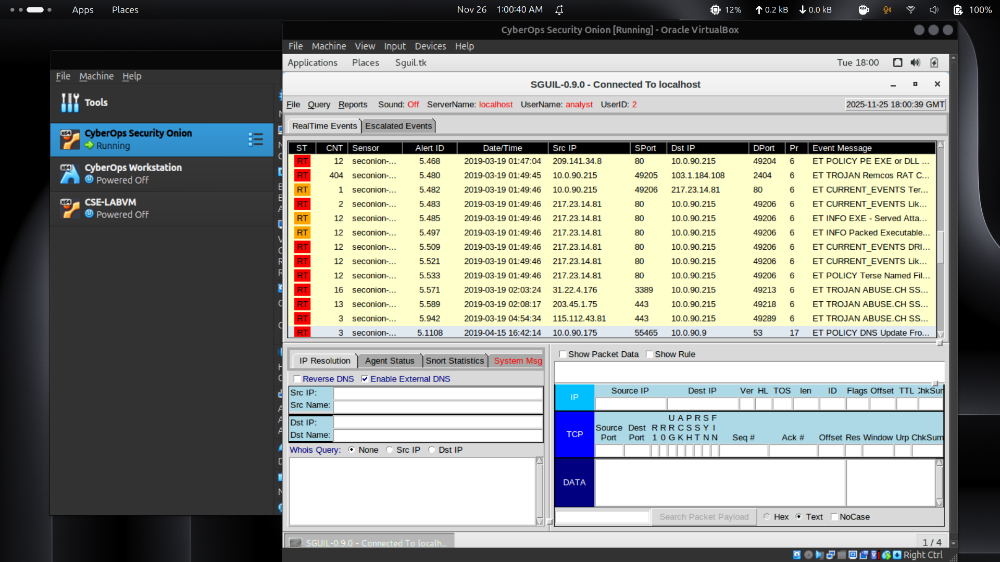 Apps Places Nov 26 1:00:40 AM 12% 0.2 kB 0.0 kB 100%
CyberOps Security Onion [Running] - Oracle VirtualBox
File Machine View Input Devices Help
Applications Places Sguil.tk Tue 18:00
File Machine Help
Tools
CyberOps Security Onion
Running
CyberOps Workstation
Powered Off
CSE-LABVM
Powered Off
SGUIL-0.9.0 - Connected To localhost
File Query Reports Sound: Off ServerName: localhost UserName: analyst UserID: 2 2025-11-25 18:00:39 GMT
RealTime Events Escalated Events
ST CNT Sensor Alert ID Date/Time Src IP SPort Dst IP DPort Pr Event Message
RT 12 seconion-... 5.468 2019-03-19 01:47:04 209.141.34.8 80 10.0.90.215 49204 6 ET POLICY PE EXE or DLL ...
RT 404 seconion-... 5.480 2019-03-19 01:49:45 10.0.90.215 49205 103.1.184.108 2404 6 ET TROJAN Remcos RAT C...
RT 1 seconion-... 5.482 2019-03-19 01:49:46 10.0.90.215 49206 217.23.14.81 80 6 ET CURRENT_EVENTS Ter...
RT 2 seconion-... 5.483 2019-03-19 01:49:46 217.23.14.81 80 10.0.90.215 49206 6 ET CURRENT_EVENTS Lik...
RT 12 seconion-... 5.485 2019-03-19 01:49:46 217.23.14.81 80 10.0.90.215 49206 6 ET INFO EXE - Served Atta...
RT 12 seconion-... 5.497 2019-03-19 01:49:46 217.23.14.81 80 10.0.90.215 49206 6 ET INFO Packed Executable...
RT 12 seconion-... 5.509 2019-03-19 01:49:46 217.23.14.81 80 10.0.90.215 49206 6 ET CURRENT_EVENTS DRI...
RT 12 seconion-... 5.521 2019-03-19 01:49:46 217.23.14.81 80 10.0.90.215 49206 6 ET CURRENT_EVENTS Lik...
RT 12 seconion-... 5.533 2019-03-19 01:49:46 217.23.14.81 80 10.0.90.215 49206 6 ET POLICY Terse Named Fil...
RT 16 seconion-... 5.571 2019-03-19 02:03:24 31.22.4.176 3389 10.0.90.215 49213 6 ET TROJAN ABUSE.CH SS...
RT 13 seconion-... 5.589 2019-03-19 02:08:17 203.45.1.75 443 10.0.90.215 49218 6 ET TROJAN ABUSE.CH SS...
RT 3 seconion-... 5.942 2019-03-19 04:54:34 115.112.43.81 443 10.0.90.215 49289 6 ET TROJAN ABUSE.CH SS...
RT 3 seconion-... 5.1108 2019-04-15 16:42:14 10.0.90.175 55465 10.0.90.9 53 17 ET POLICY DNS Update Fro...
IP Resolution Agent Status Snort Statistics System Msg
Reverse DNS Enable External DNS
Src IP:
Src Name:
Dst IP:
Dst Name:
Whois Query: None Src IP Dst IP
Show Packet Data Show Rule
IP
Source IP Dest IP Ver HL TOS len ID Flags Offset TTL ChkSum
TCP
U A P R S F
Source Dest R R R C S S Y I
Port Port 1 0 G K H T N N Seq # Ack # Offset Res Window Urp ChkSum
DATA
Search Packet Payload Hex Text NoCase
SGUIL-0.9.0 - Connected To localh...
1 / 4
Right Ctrl